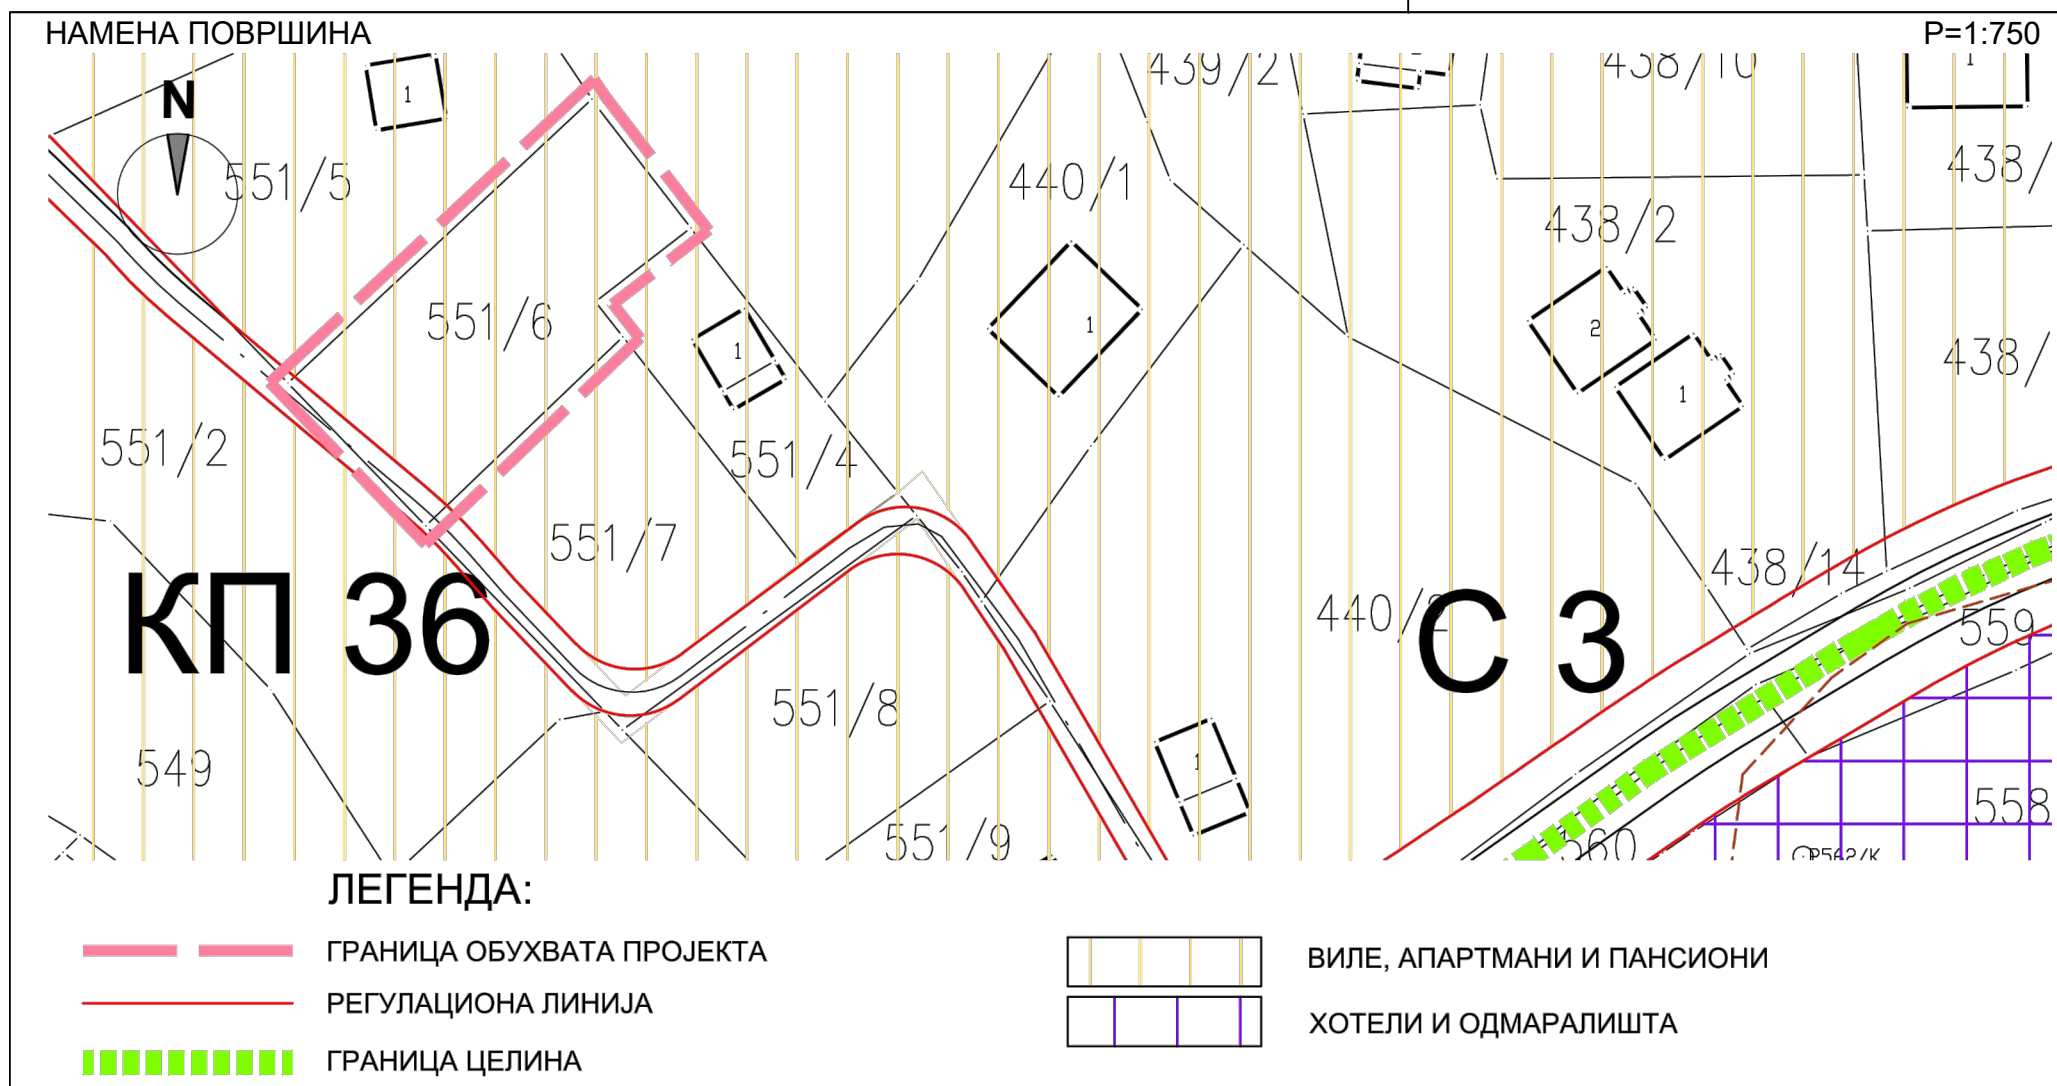 НАМЕНА ПОВРШИНА
Р=1:750
439/2
438/10
1
1
N
551/5
440/1
438/
438/2
551/6
1
1
2
438/
1
551/2
551/4
551/7
438/14
КП 36
440/2
С 3
559
551/8
549
1
558
551/9
560
P562/K
ЛЕГЕНДА:
ГРАНИЦА ОБУХВАТА ПРОЈЕКТА
РЕГУЛАЦИОНА ЛИНИЈА
ГРАНИЦА ЦЕЛИНА
ВИЛЕ, АПАРТМАНИ И ПАНСИОНИ
ХОТЕЛИ И ОДМАРАЛИШТА